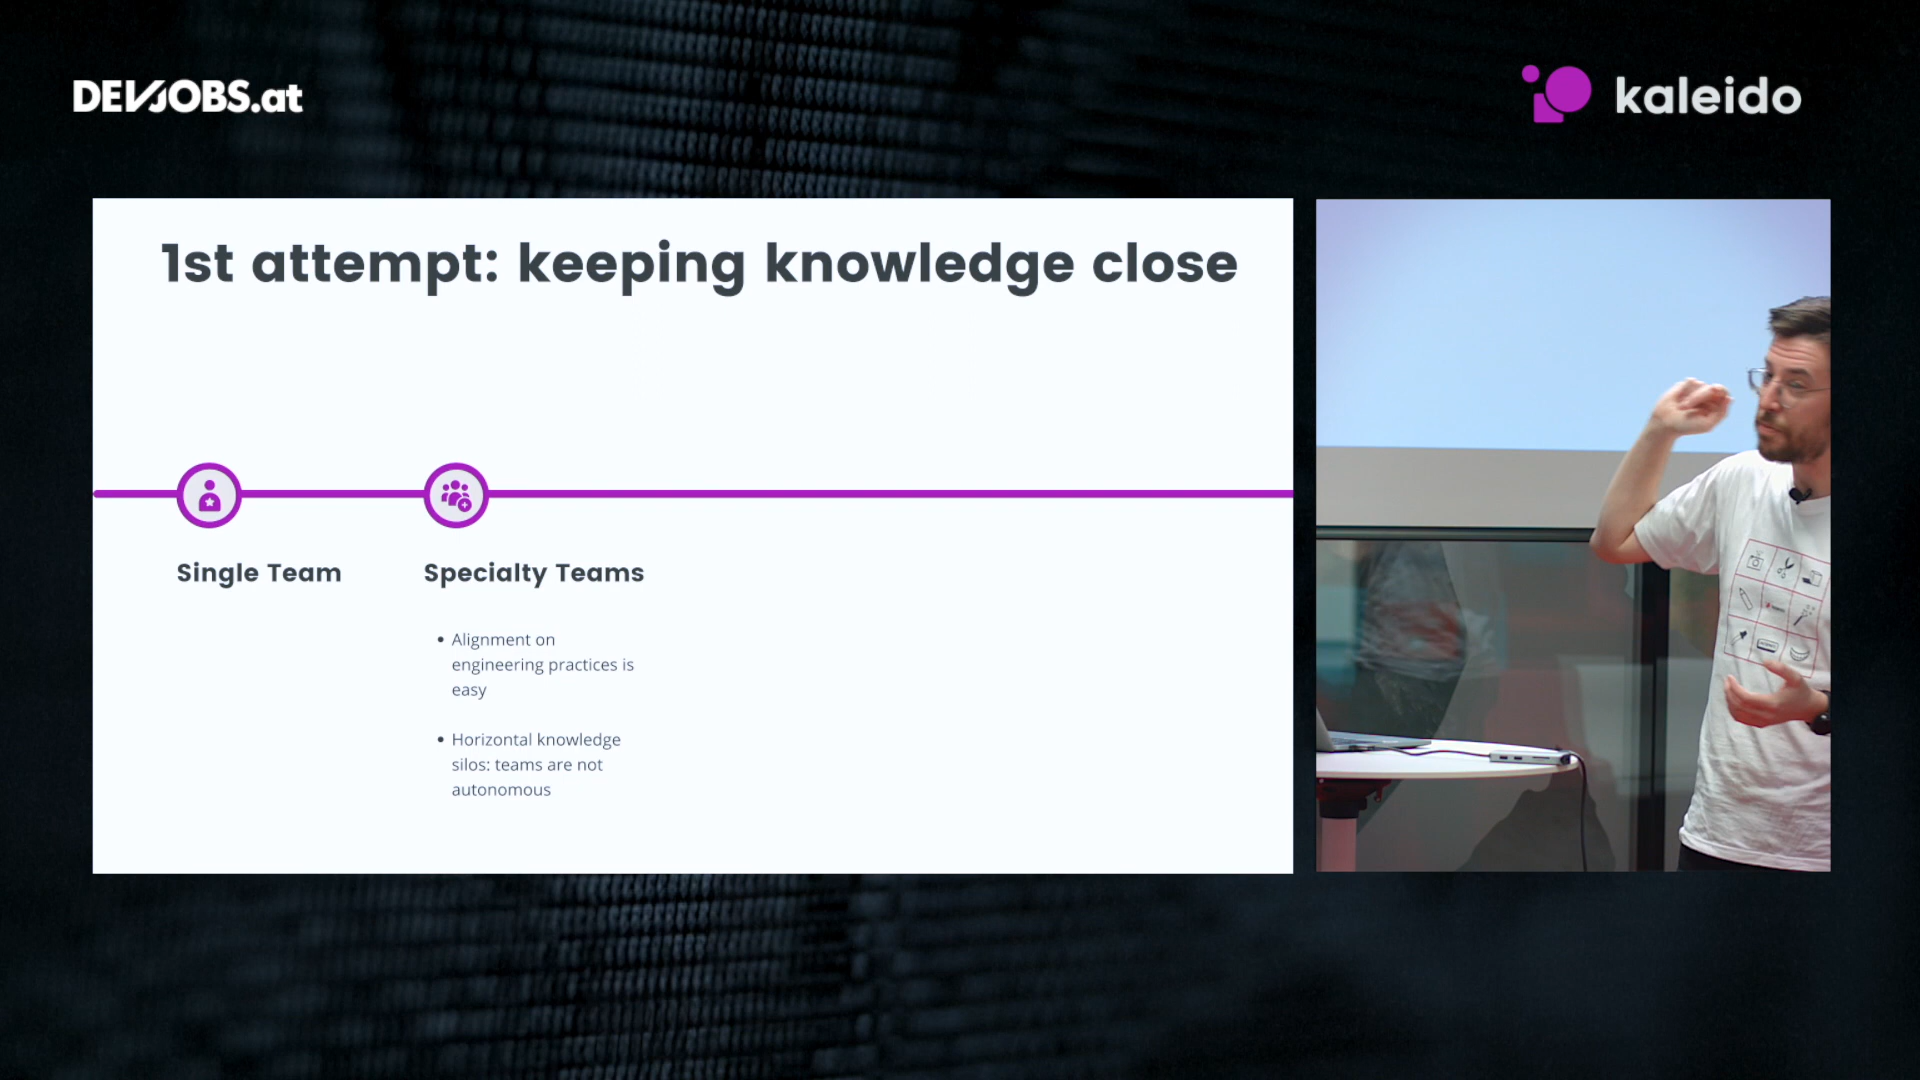 DEVJOBS.at
kaleido
1st attempt: keeping knowledge close
Single Team
Specialty Teams
• Alignment on
engineering practices is
easy
• Horizontal knowledge
silos: teams are not
autonomous